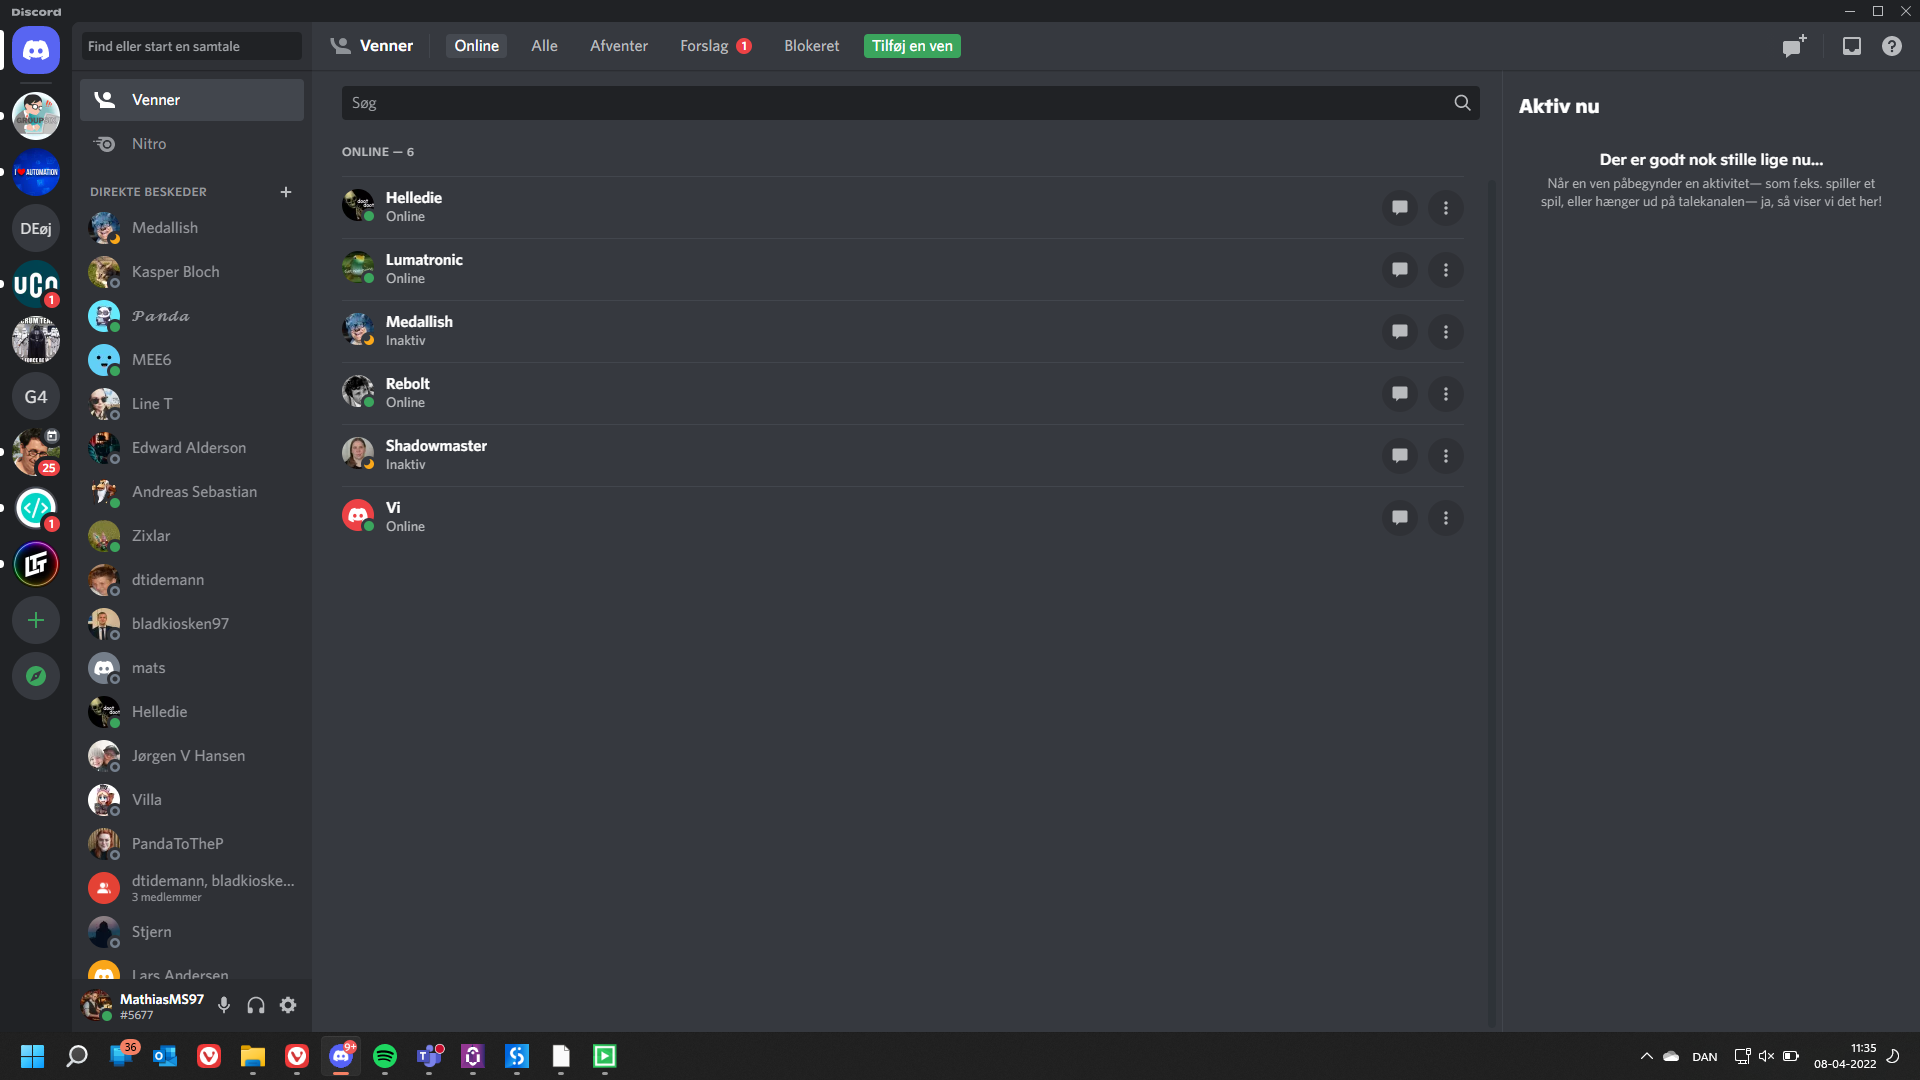 Discord
Find eller start en samtale
Venner
Online
Alle
Afventer
Forslag
1
Blokeret
Tilføj en ven
Venner
Nitro
DIREKTE BESKEDER
Medallish
Kasper Bloch
𝓟𝓪𝓷𝓭𝓪
MEE6
Line T
Edward Alderson
Andreas Sebastian
Zixlar
dtidemann
bladkiosken97
mats
Helledie
Jørgen V Hansen
Villa
PandaToTheP
dtidemann, bladkioske...
3 medlemmer
Stjern
Lars Andersen
MathiasMS97
#5677
I ❤ AUTOMATION
DEøj
UCn
1
G4
25
1
LTT
Søg
ONLINE — 6
Helledie
Online
Lumatronic
Online
Medallish
Inaktiv
Rebolt
Online
Shadowmaster
Inaktiv
Vi
Online
Aktiv nu
Der er godt nok stille lige nu...
Når en ven påbegynder en aktivitet— som f.eks. spiller et
spil, eller hænger ud på talekanalen— ja, så viser vi det her!
36
9+
DAN
11:35
08-04-2022